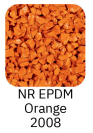 NR EPDM
Orange
2008